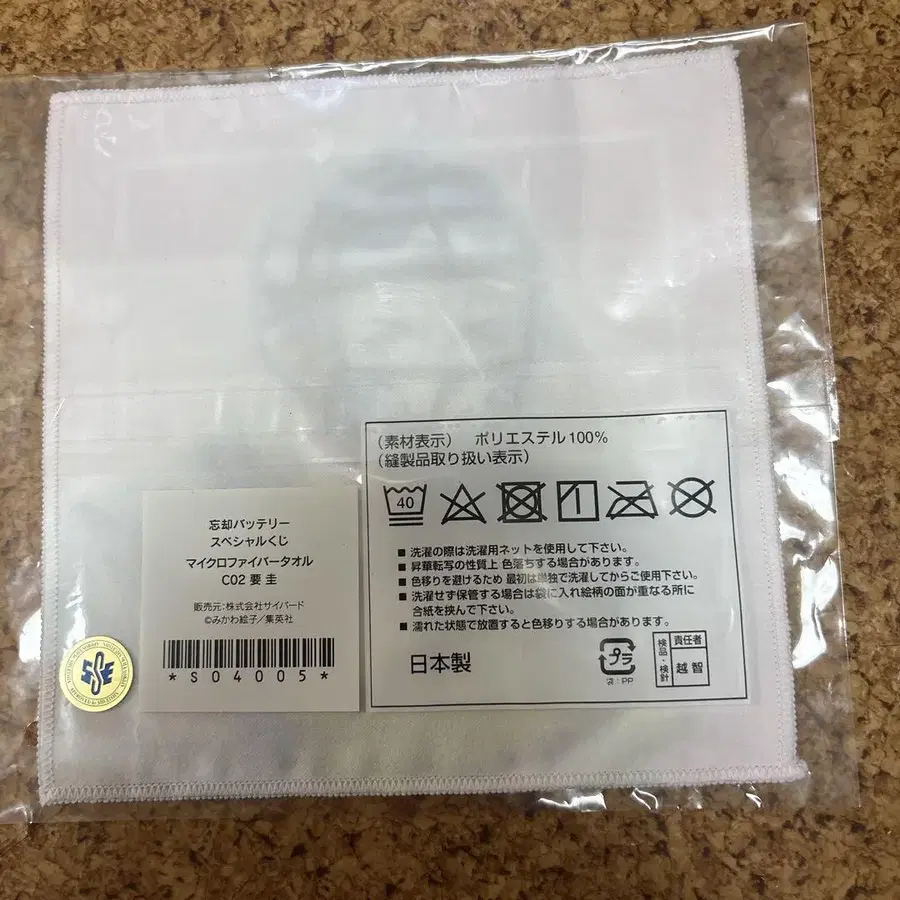 忘却バッテリー
スペシャルくじ
マイクロファイバータオル
C02 要 圭
販売元:株式会社サイバード
©みかわ絵子/集英社
*S04005*
(素材表示) ポリエステル100%
(縫製品取り扱い表示)
40
■ 洗濯の際は洗濯用ネットを使用して下さい。
■ 昇華転写の性質上 色落ちする場合があります。
■ 色移りを避けるため 最初は単独で洗濯してからご使用下さい。
■ 洗濯せず保管する場合は袋に入れ絵柄の面が重なる所に
合紙を挟んで下さい。
■ 濡れた状態で放置すると色移りする場合があります。
日本製
プラ
袋:PP
検品・検針
責任者
越智